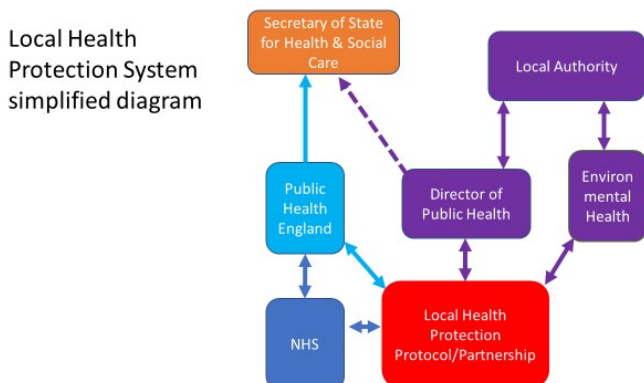 Local Health
Protection System
simplified diagram
Secretary of State
for Health & Social
Care
Local Authority
Public
Health
England
Director of
Public Health
Environ
mental
Health
NHS
Local Health
Protection
Protocol/Partnership